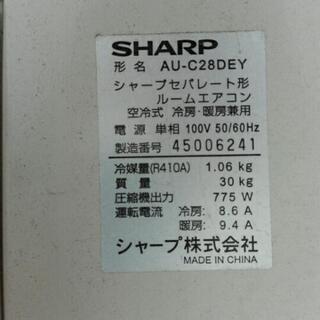 SHARP
形 名 AU-C28DEY
シャープセパレート形
ルームエアコン
空冷式 冷房・暖房兼用
電 源 単相 100V 50/60Hz
製造番号 45006241
冷媒量(R410A) 1.06 kg
質 量 30 kg
圧縮機出力 775 W
運転電流 冷房: 8.6 A
暖房: 9.4 A
シャープ株式会社
MADE IN CHINA